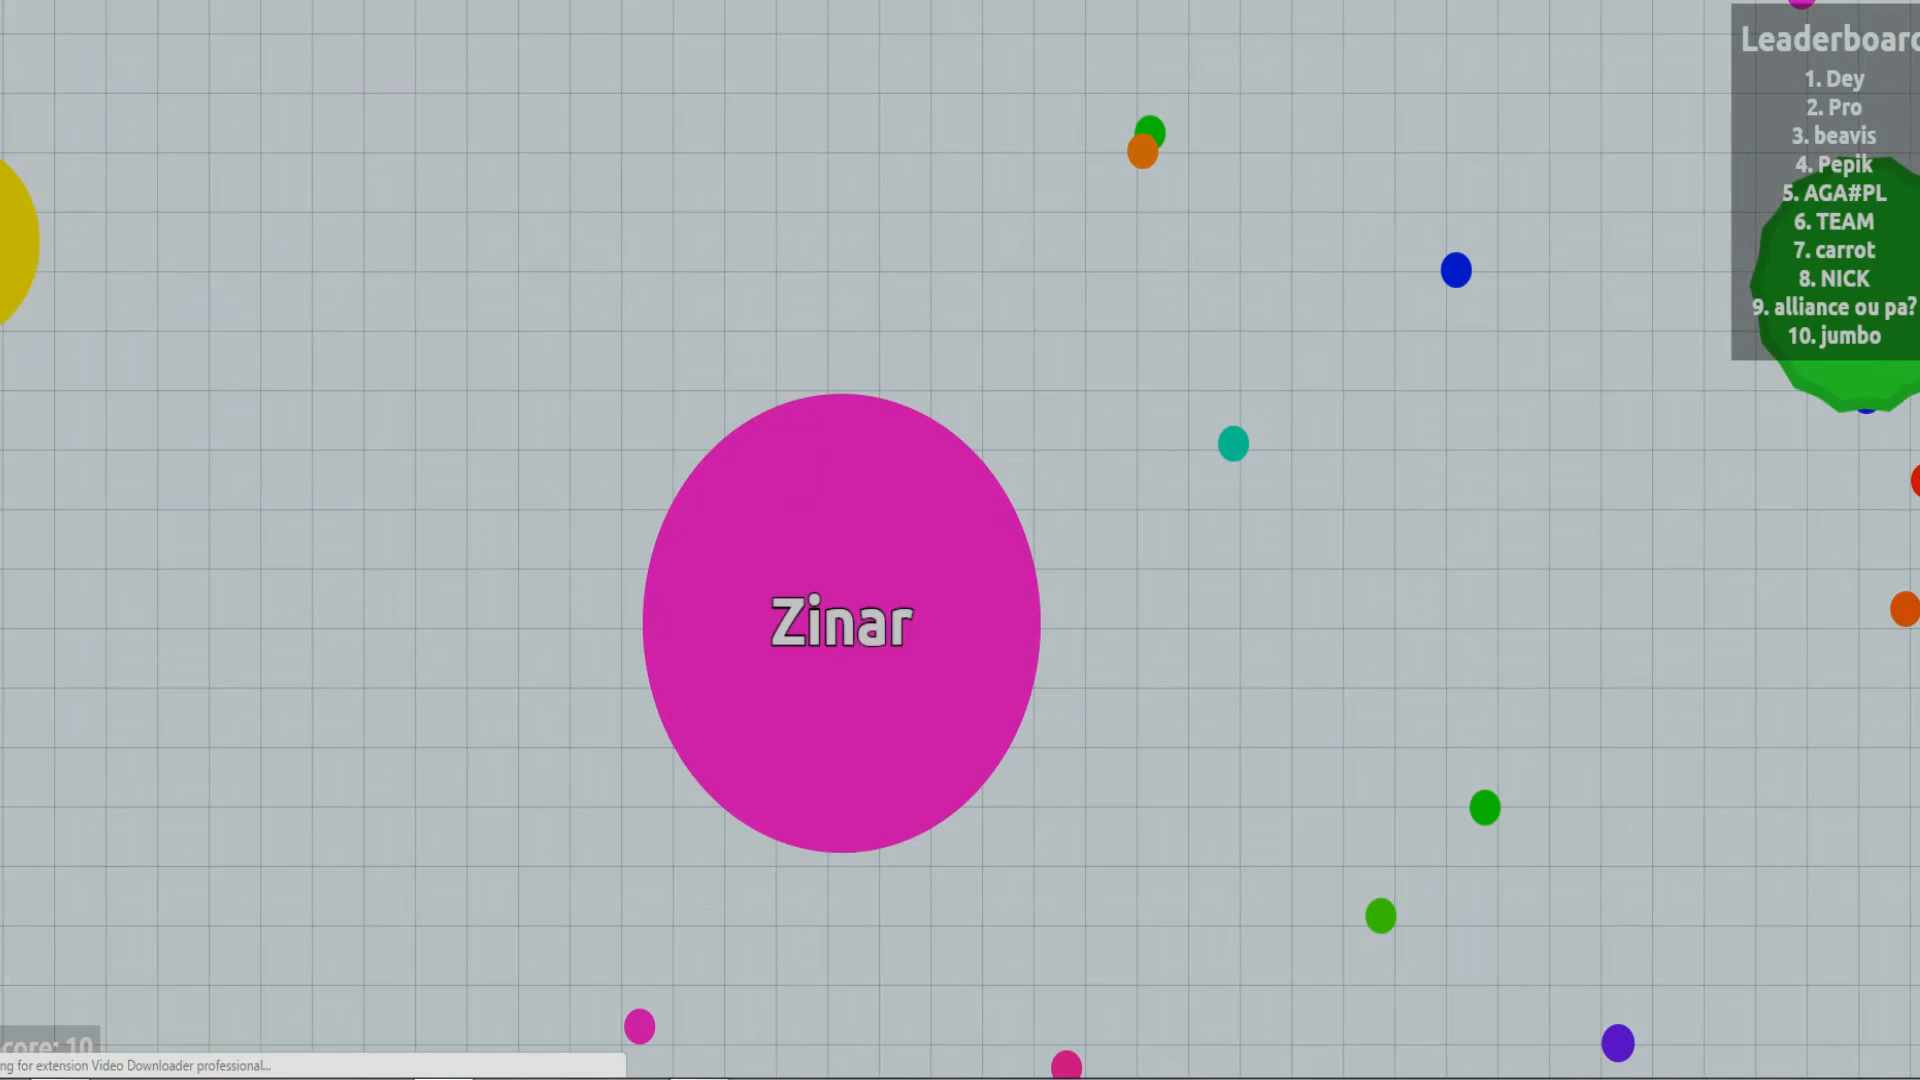 Leaderboard
1. Dey
2. Pro
3. beavis
4. Pepik
5. AGA#PL
6. TEAM
7. carrot
8. NICK
9. alliance ou pa?
10. jumbo
Zinar
core: 10
ng for extension Video Downloader professional...